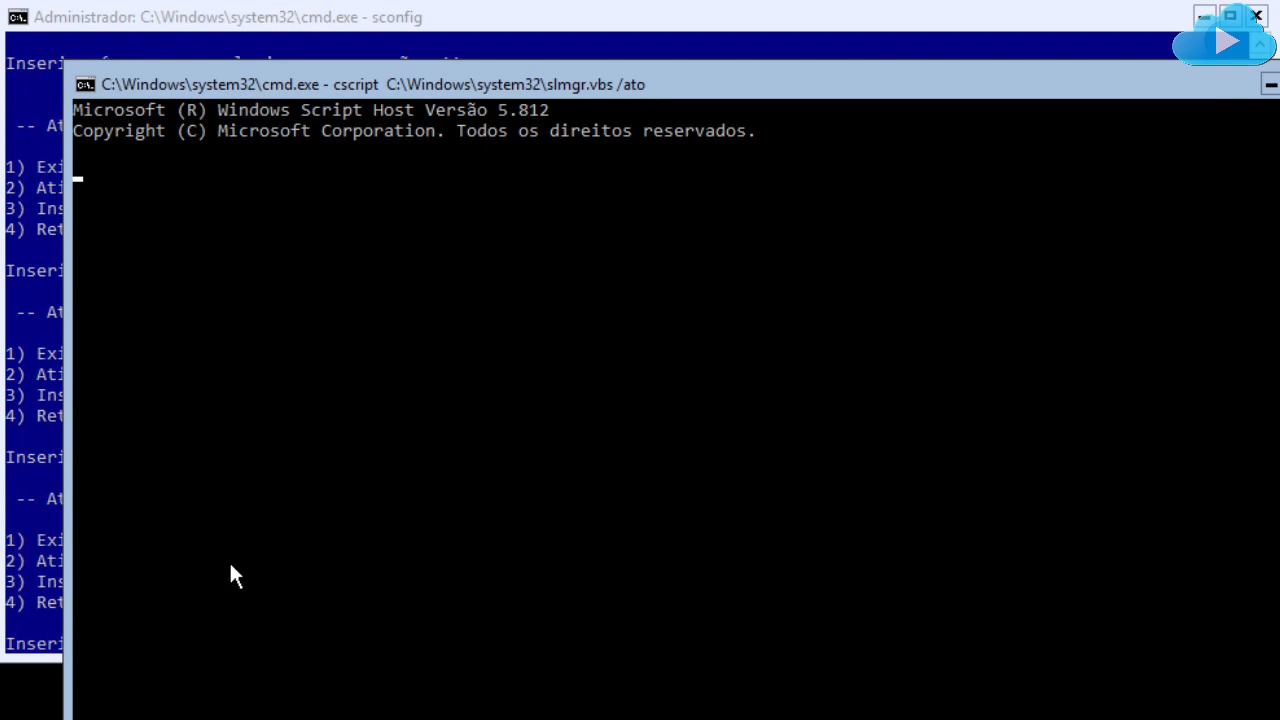 Administrador: C:\Windows\system32\cmd.exe - sconfig
C:\Windows\system32\cmd.exe - cscript C:\Windows\system32\slmgr.vbs /ato
Microsoft (R) Windows Script Host Versão 5.812
Copyright (C) Microsoft Corporation. Todos os direitos reservados.
Inseri
-- At
1) Exi
2) Ati
3) Ins
4) Ret
Inseri
-- At
1) Exi
2) Ati
3) Ins
4) Ret
Inseri
-- At
1) Exi
2) Ati
3) Ins
4) Ret
Inseri